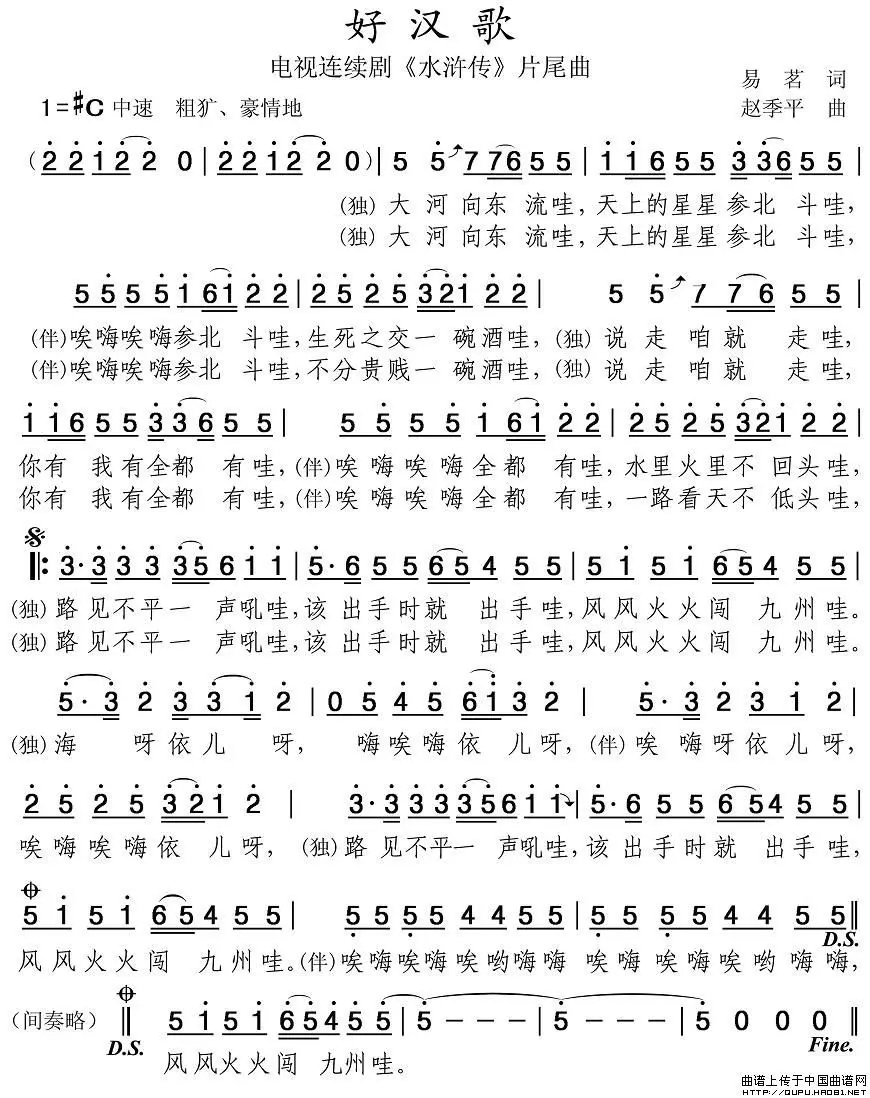 好汉歌
电视连续剧《水浒传》片尾曲
易茗 词
1=#C 中速 粗犷、豪情地
赵季平 曲
(2 2 1 2 2 0 | 2 2 1 2 2 0) | 5 5 7 7 6 5 5 | 1 1 6 5 5 3 3 6 5 5 |
(独)大河向东 流哇,天上的星星参北 斗哇,
(独)大河向东 流哇,天上的星星参北 斗哇,
5 5 5 5 1 6 1 2 2 | 2 5 2 5 3 2 1 2 2 | 5 5 7 7 6 5 5 |
(伴)唉嗨唉嗨参北 斗哇,生死之交一 碗酒哇,(独)说走咱就 走哇,
(伴)唉嗨唉嗨参北 斗哇,不分贵贱一 碗酒哇,(独)说走咱就 走哇,
1 1 6 5 5 3 3 6 5 5 | 5 5 5 5 1 6 1 2 2 | 2 5 2 5 3 2 1 2 2 |
你有 我有全都 有哇,(伴)唉嗨唉嗨全都 有哇,水里火里不 回头哇,
你有 我有全都 有哇,(伴)唉嗨唉嗨全都 有哇,一路看天不 低头哇,
𝄋
‖: 3· 3 3 3 3 5 6 1 1 | 5· 6 5 5 6 5 4 5 5 | 5 1 5 1 6 5 4 5 5 |
(独)路见不平一 声吼哇,该出手时就 出手哇,风风火火闯 九州哇。
(独)路见不平一 声吼哇,该出手时就 出手哇,风风火火闯 九州哇。
5· 3 2 3 3 1 2 | 0 5 4 5 6 1 3 2 | 5· 3 2 3 1 2 |
(独)海 呀依儿 呀, 嗨唉嗨依 儿呀,(伴)唉 嗨呀依儿呀,
2 5 2 5 3 2 1 2 | 3· 3 3 3 3 5 6 1 1 | 5· 6 5 5 6 5 4 5 5 |
唉嗨唉嗨依 儿呀,(独)路见不平一 声吼哇,该出手时就 出手哇,
𝄌
5 1 5 1 6 5 4 5 5 | 5 5 5 5 5 4 5 5 | 5 5 5 5 5 4 4 5 5 ‖
D.S.
风风火火闯 九州哇。(伴)唉嗨唉嗨唉哟嗨嗨 唉嗨唉嗨唉哟 嗨嗨,
𝄌
(间奏略) ‖ 5 1 5 1 6 5 4 5 5 | 5 - - - | 5 - - - | 5 0 0 0 ‖
D.S. Fine.
风风火火闯 九州哇。
曲谱上传于中国曲谱网
http://QUPU.HAO81.NET